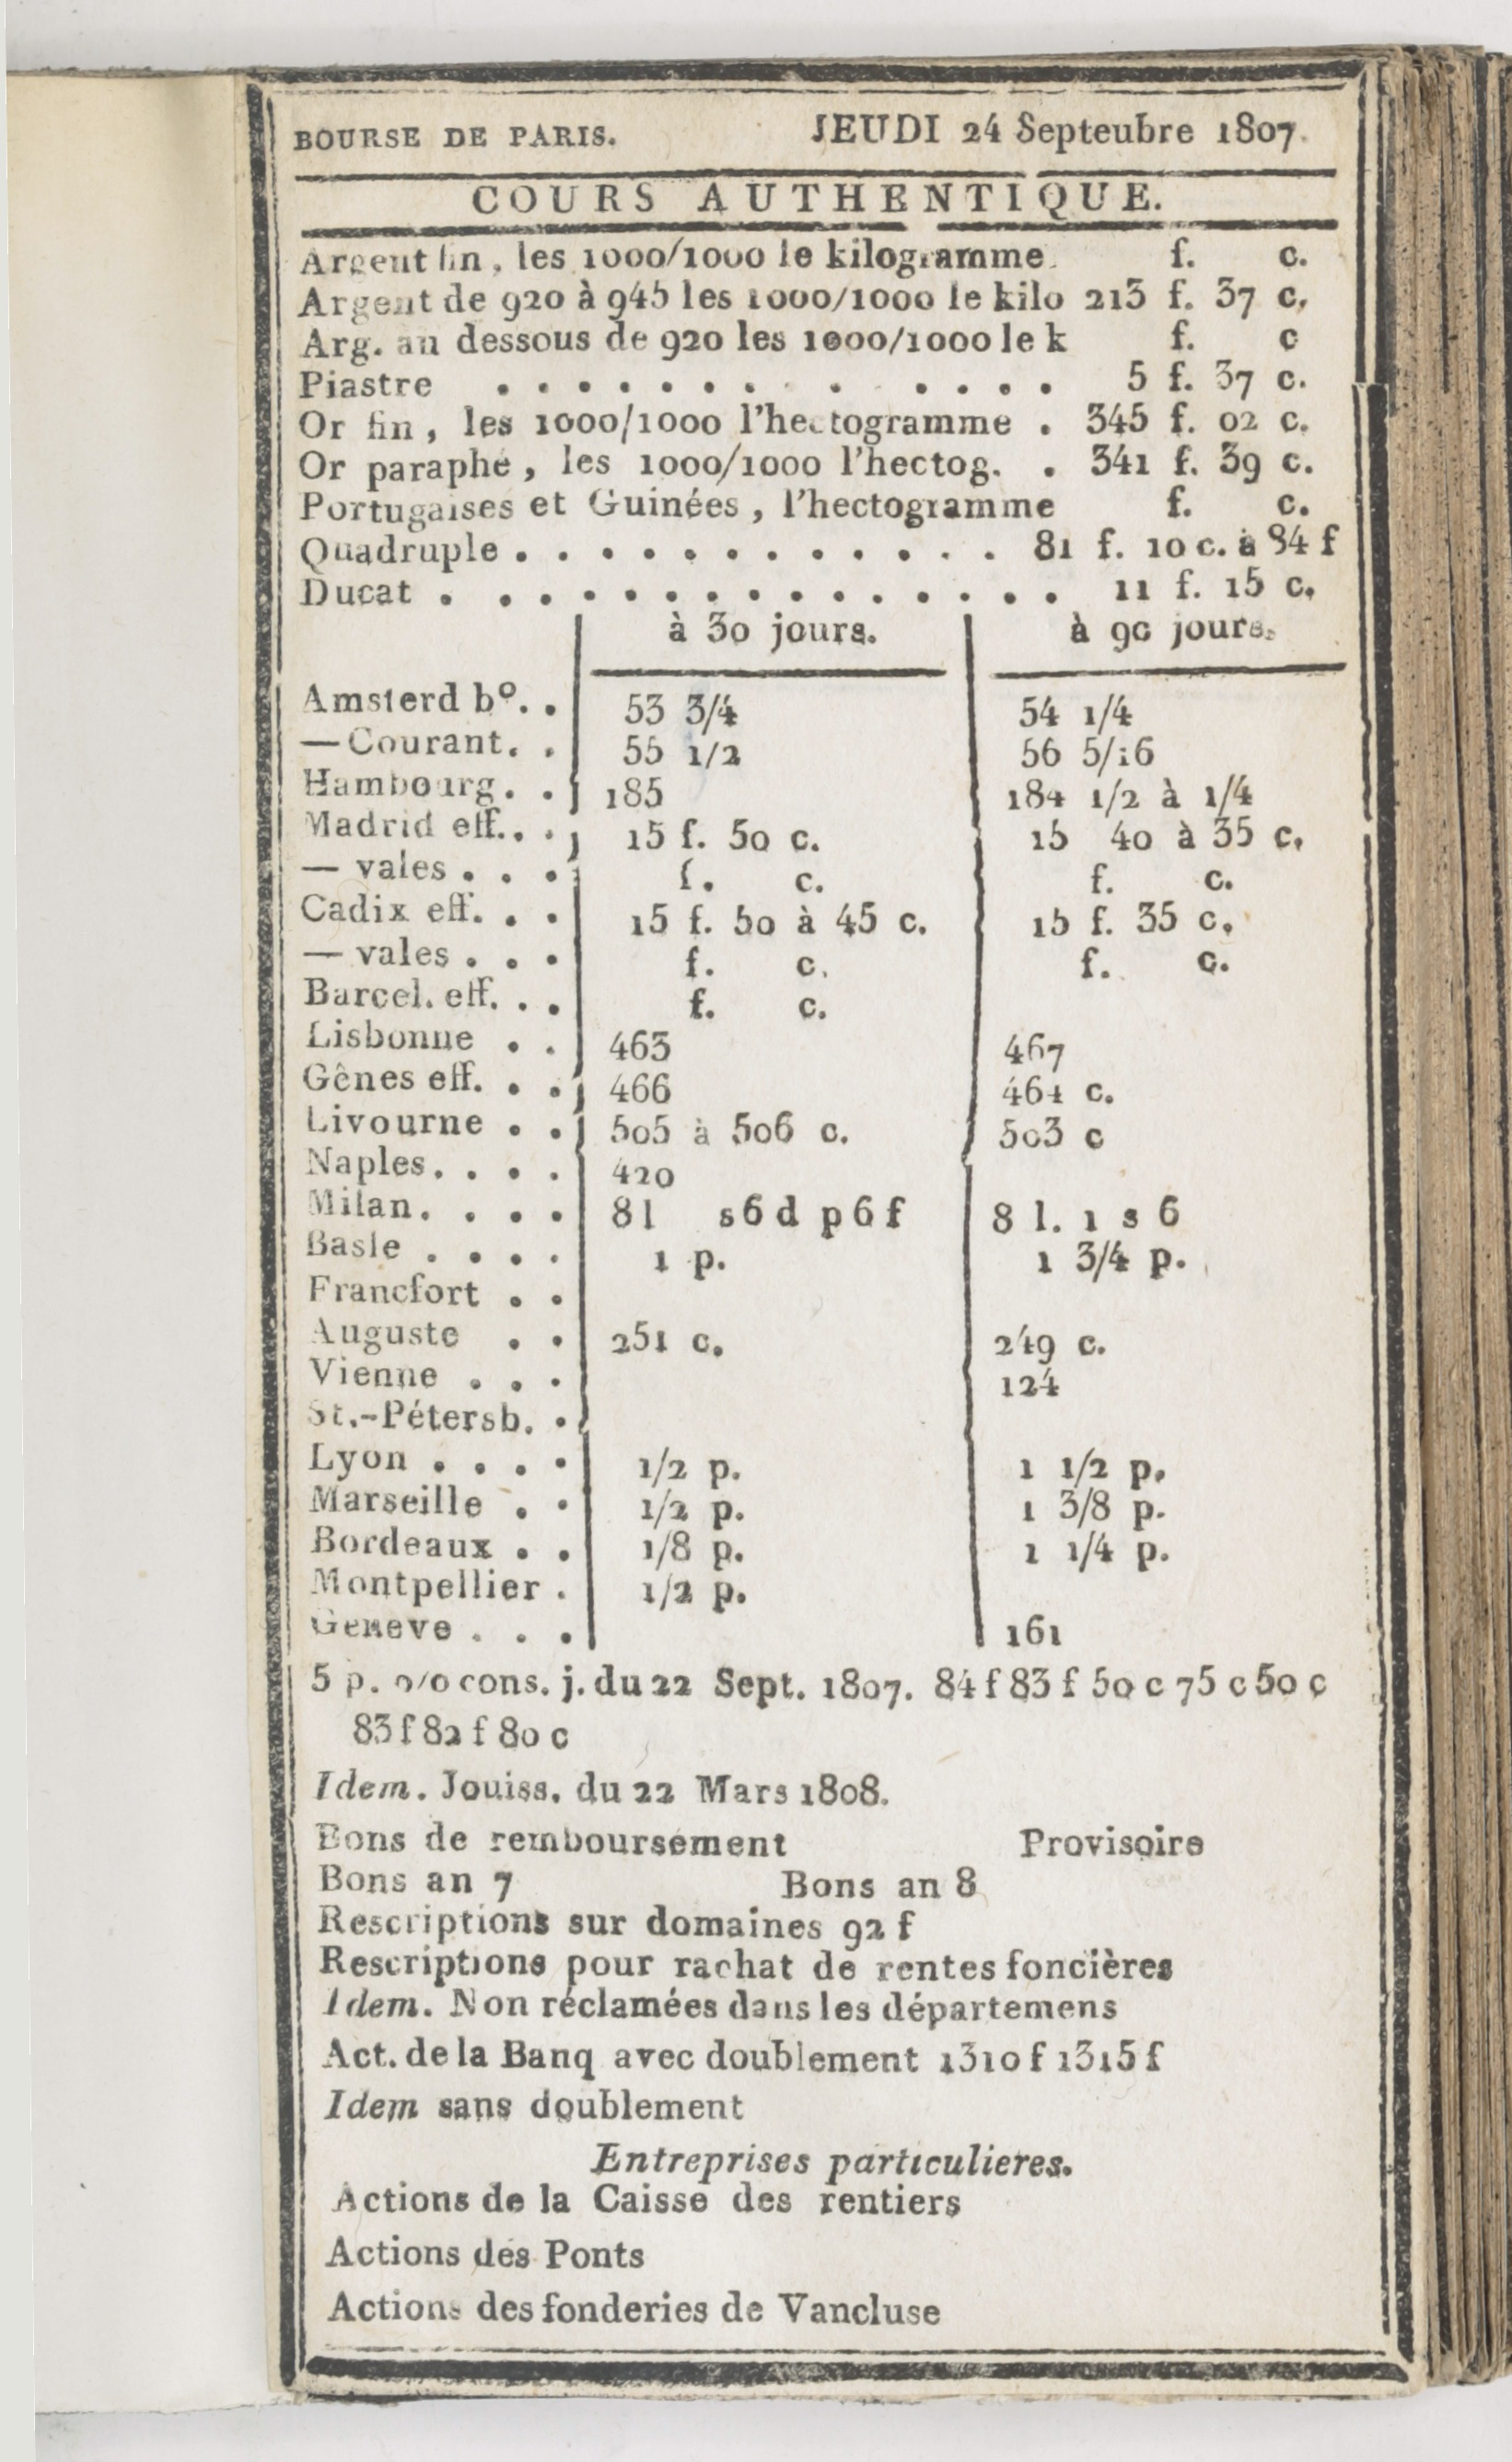 BOURSE DE PARIS. JEUDI 24 Septeubre 1807.
COURS AUTHENTIQUE.
Argent fin, les 1000/1000 le kilogramme. f. c.
Argent de 920 à 945 les 1000/1000 le kilo 213 f. 37 c.
Arg. an dessous de 920 les 1000/1000 le k f. c
Piastre . . . . . . . . . . . . . 5 f. 37 c.
Or fin, les 1000/1000 l'hectogramme . 345 f. 02 c.
Or paraphé, les 1000/1000 l'hectog. . 341 f. 39 c.
Portugaises et Guinées, l'hectogramme f. c.
Quadruple . . . . . . . . . . . . 81 f. 10 c. à 84 f
Ducat . . . . . . . . . . . . . . . 11 f. 15 c.
à 30 jours. à 90 jours.
Amsterd bº. . 53 3/4 54 1/4
—Courant. . 55 1/2 56 5/16
Hambourg. . 185 184 1/2 à 1/4
Madrid eff. . . 15 f. 50 c. 15 40 à 35 c.
— vales . . . f. c. f. c.
Cadix eff. . . 15 f. 50 à 45 c. 15 f. 35 c.
— vales . . . f. c. f. c.
Barcel. eff. . . f. c.
Lisbonne . . 463 467
Gênes eff. . . 466 464 c.
Livourne . . 505 à 506 c. 503 c
Naples. . . . 420
Milan. . . . 8 l s 6 d p 6 f 8 l. 1 s 6
Basle . . . . 1 p. 1 3/4 p.
Francfort . .
Auguste . . 251 c. 249 c.
Vienne . . . 124
St.-Pétersb. .
Lyon . . . . 1/2 p. 1 1/2 p.
Marseille . . 1/2 p. 1 3/8 p.
Bordeaux . . 1/8 p. 1 1/4 p.
Montpellier . 1/2 p.
Geneve . . . 161
5 p. o/o cons. j. du 22 Sept. 1807. 84 f 83 f 50 c 75 c 50 c
83 f 82 f 80 c
Idem. Jouiss. du 22 Mars 1808.
Bons de remboursement Provisoire
Bons an 7 Bons an 8
Rescriptions sur domaines 92 f
Rescriptions pour rachat de rentes foncières
Idem. Non réclamées dans les départemens
Act. de la Banq avec doublement 1310 f 1315 f
Idem sans doublement
Entreprises particulieres.
Actions de la Caisse des rentiers
Actions des Ponts
Actions des fonderies de Vancluse